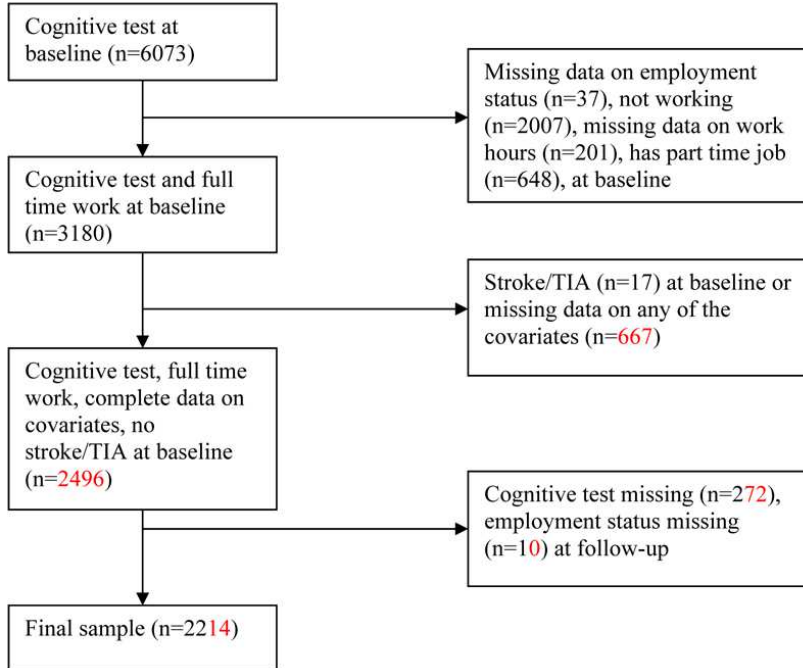 Cognitive test at
baseline (n=6073)
Missing data on employment
status (n=37), not working
(n=2007), missing data on work
hours (n=201), has part time job
(n=648), at baseline
Cognitive test and full
time work at baseline
(n=3180)
Stroke/TIA (n=17) at baseline or
missing data on any of the
covariates (n=667)
Cognitive test, full time
work, complete data on
covariates, no
stroke/TIA at baseline
(n=2496)
Cognitive test missing (n=272),
employment status missing
(n=10) at follow-up
Final sample (n=2214)